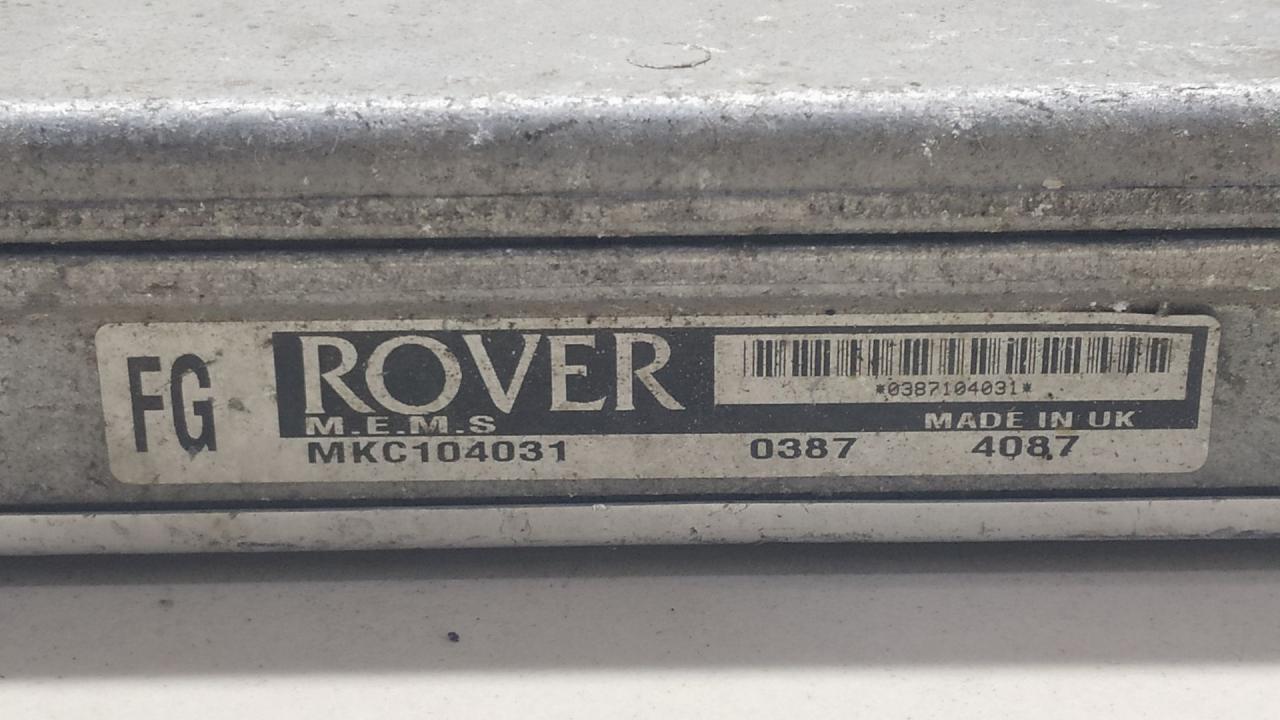 FG
ROVER
M.E.M.S
*0387104031*
MADE IN UK
MKC104031 0387 4087